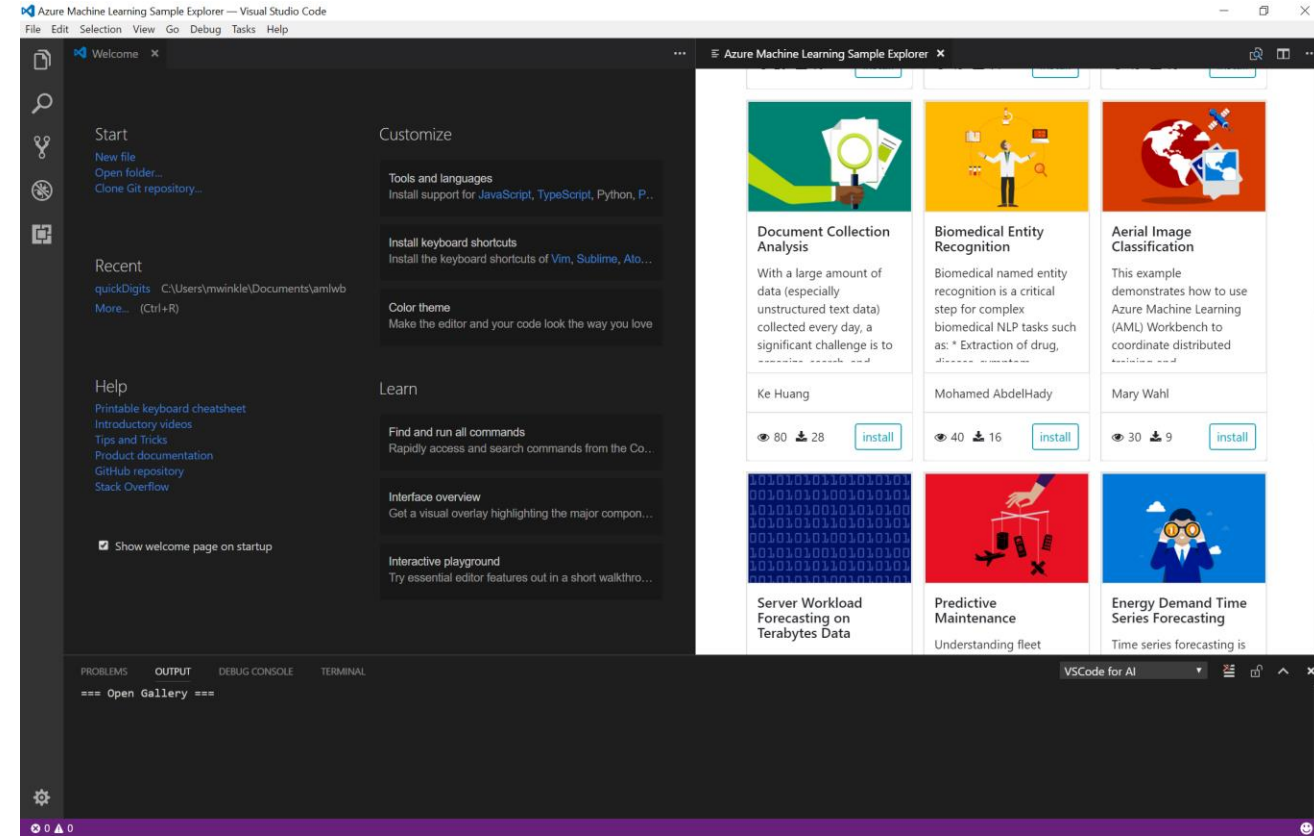 Azure Machine Learning Sample Explorer — Visual Studio Code
File Edit Selection View Go Debug Tasks Help
Welcome
Start
New file
Open folder...
Clone Git repository...
Recent
quickDigits C:\Users\mwinkle\Documents\amlwb
More... (Ctrl+R)
Help
Printable keyboard cheatsheet
Introductory videos
Tips and Tricks
Product documentation
GitHub repository
Stack Overflow
Show welcome page on startup
Customize
Tools and languages
Install support for JavaScript, TypeScript, Python, P...
Install keyboard shortcuts
Install the keyboard shortcuts of Vim, Sublime, Ato...
Color theme
Make the editor and your code look the way you love
Learn
Find and run all commands
Rapidly access and search commands from the Co...
Interface overview
Get a visual overlay highlighting the major compon...
Interactive playground
Try essential editor features out in a short walkthro...
Azure Machine Learning Sample Explorer
install install install
Document Collection
Analysis
With a large amount of
data (especially
unstructured text data)
collected every day, a
significant challenge is to
organize, search, and
Ke Huang
80 28 install
Biomedical Entity
Recognition
Biomedical named entity
recognition is a critical
step for complex
biomedical NLP tasks such
as: * Extraction of drug,
disease, symptom
Mohamed AbdelHady
40 16 install
Aerial Image
Classification
This example
demonstrates how to use
Azure Machine Learning
(AML) Workbench to
coordinate distributed
training and
Mary Wahl
30 9 install
Server Workload
Forecasting on
Terabytes Data
Predictive
Maintenance
Understanding fleet
Energy Demand Time
Series Forecasting
Time series forecasting is
PROBLEMS OUTPUT DEBUG CONSOLE TERMINAL
VSCode for AI
=== Open Gallery ===
0 0